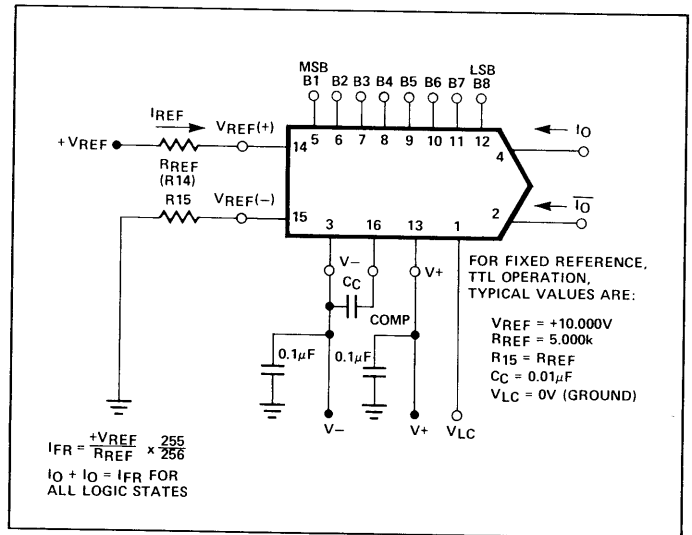 MSB LSB
B1 B2 B3 B4 B5 B6 B7 B8
IREF
VREF(+)
+VREF
RREF
(R14)
14 5 6 7 8 9 10 11 12
4
IO
R15
VREF(-)
15 3 16 13 1
2
IO
V-
V+
CC
COMP
0.1μF
0.1μF
V-
V+
VLC
FOR FIXED REFERENCE,
TTL OPERATION,
TYPICAL VALUES ARE:
VREF = +10.000V
RREF = 5.000k
R15 = RREF
CC = 0.01μF
VLC = 0V (GROUND)
IFR = +VREF/RREF x 255/256
IO + IO = IFR FOR
ALL LOGIC STATES